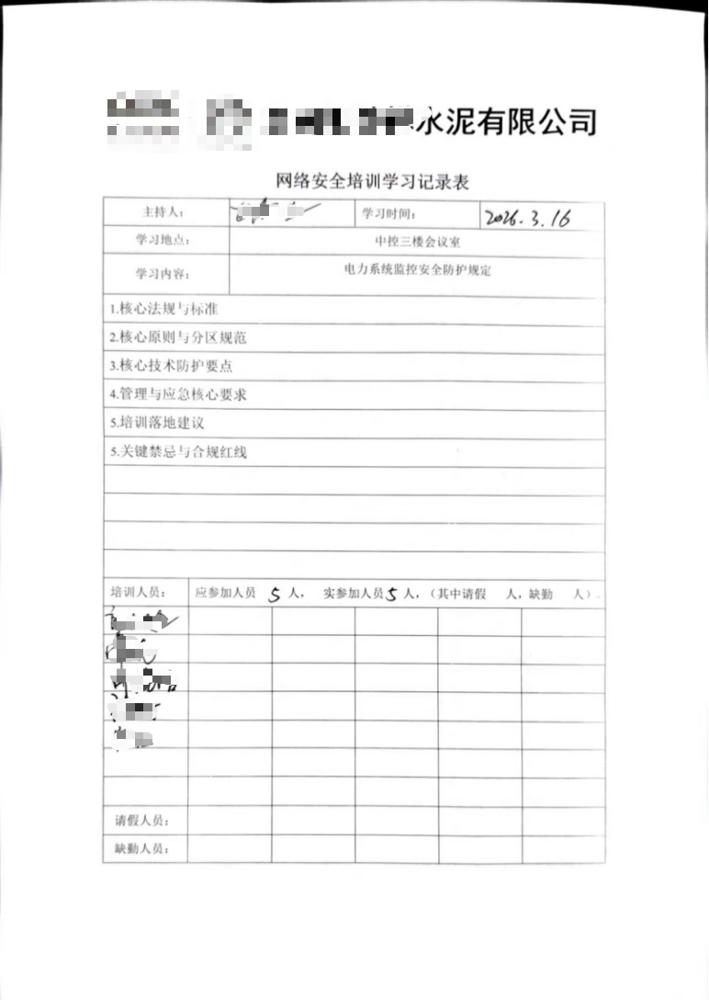 水泥有限公司
网络安全培训学习记录表
主持人： 学习时间： 2026.3.16
学习地点： 中控三楼会议室
学习内容： 电力系统监控安全防护规定
1.核心法规与标准
2.核心原则与分区规范
3.核心技术防护要点
4.管理与应急核心要求
5.培训落地建议
5.关键禁忌与合规红线
培训人员： 应参加人员 5 人， 实参加人员 5 人，（其中请假 人，缺勤 人）。
请假人员：
缺勤人员：